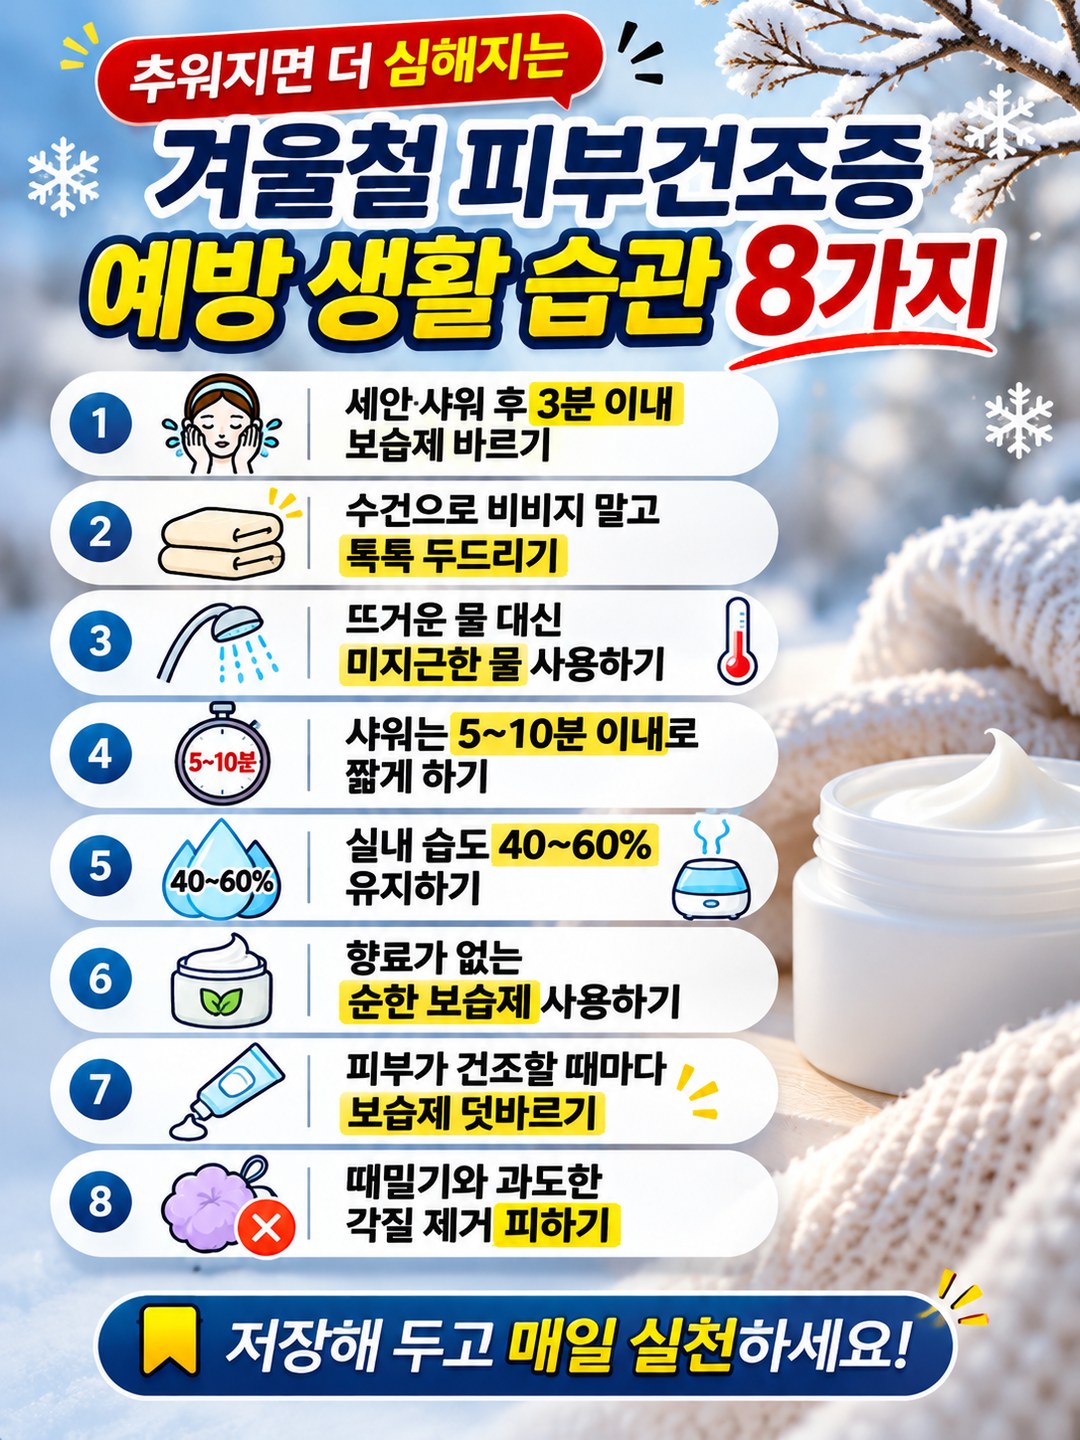 추워지면 더 심해지는
겨울철 피부건조증
예방 생활 습관 8가지
1
세안·샤워 후 3분 이내
보습제 바르기
2
수건으로 비비지 말고
톡톡 두드리기
3
뜨거운 물 대신
미지근한 물 사용하기
4
5~10분
샤워는 5~10분 이내로
짧게 하기
5
40~60%
실내 습도 40~60%
유지하기
6
향료가 없는
순한 보습제 사용하기
7
피부가 건조할 때마다
보습제 덧바르기
8
때밀기와 과도한
각질 제거 피하기
저장해 두고 매일 실천하세요!